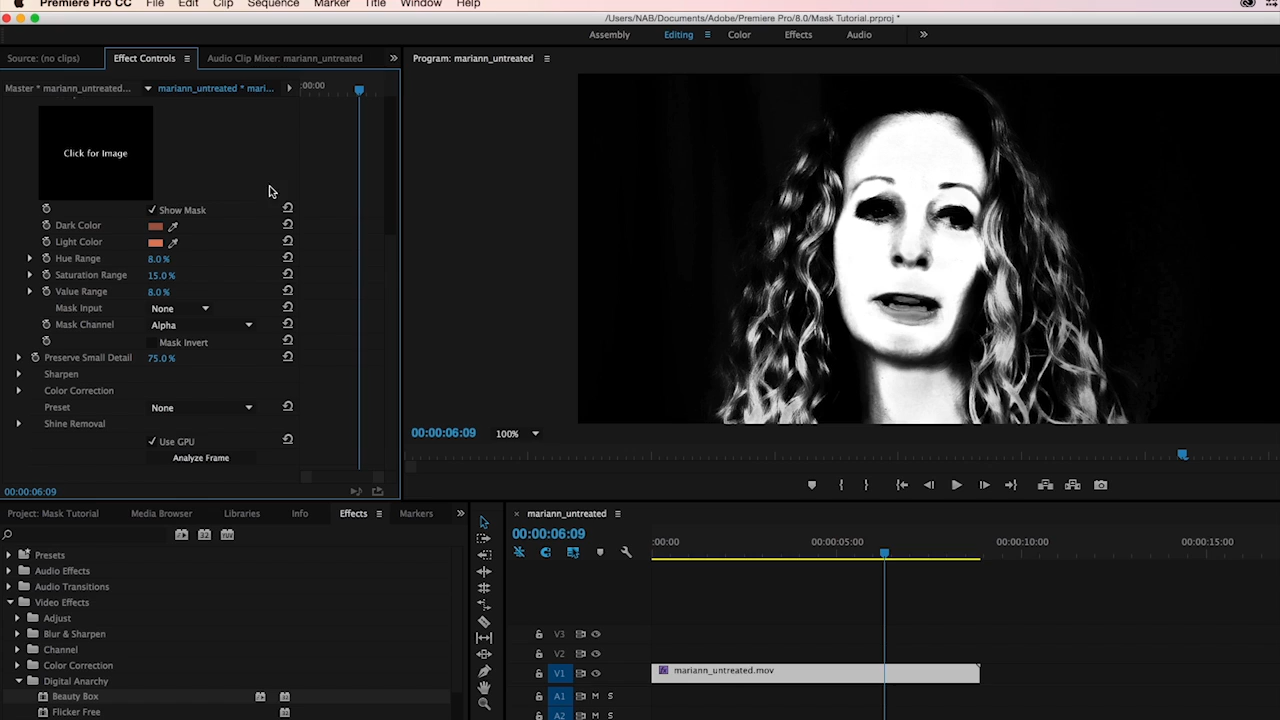 Premiere Pro CC File Edit Clip Sequence Marker Title Window Help
/Users/NAB/Documents/Adobe/Premiere Pro/8.0/Mask Tutorial.prproj *
Assembly Editing Color Effects Audio
Source: (no clips) Effect Controls Audio Clip Mixer: mariann_untreated
Program: mariann_untreated
Master * mariann_untreated... mariann_untreated * mari... :00:00
Click for Image
Show Mask
Dark Color
Light Color
Hue Range 8.0 %
Saturation Range 15.0 %
Value Range 8.0 %
Mask Input None
Mask Channel Alpha
Mask Invert
Preserve Small Detail 75.0 %
Sharpen
Color Correction
Preset None
Shine Removal
Use GPU
Analyze Frame
00:00:06:09
00:00:06:09 100%
Project: Mask Tutorial Media Browser Libraries Info Effects Markers
Presets
Audio Effects
Audio Transitions
Video Effects
Adjust
Blur & Sharpen
Channel
Color Correction
Digital Anarchy
Beauty Box
Flicker Free
mariann_untreated
00:00:06:09
:00:00 00:00:05:00 00:00:10:00 00:00:15:00
V3
V2
V1 mariann_untreated.mov
A1 M S
A2 M S